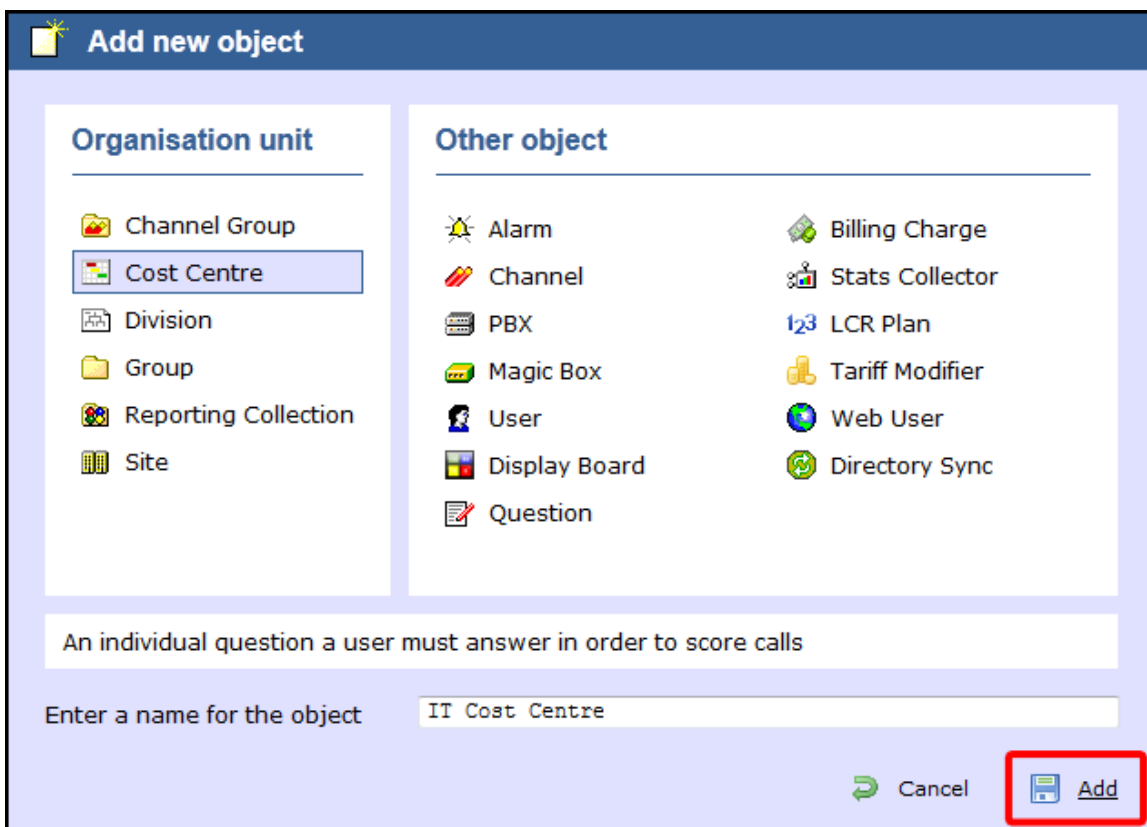 Add new object
Organisation unit
Channel Group
Cost Centre
Division
Group
Reporting Collection
Site
Other object
Alarm
Channel
PBX
Magic Box
User
Display Board
Question
Billing Charge
Stats Collector
123 LCR Plan
Tariff Modifier
Web User
Directory Sync
An individual question a user must answer in order to score calls
Enter a name for the object
IT Cost Centre
Cancel
Add